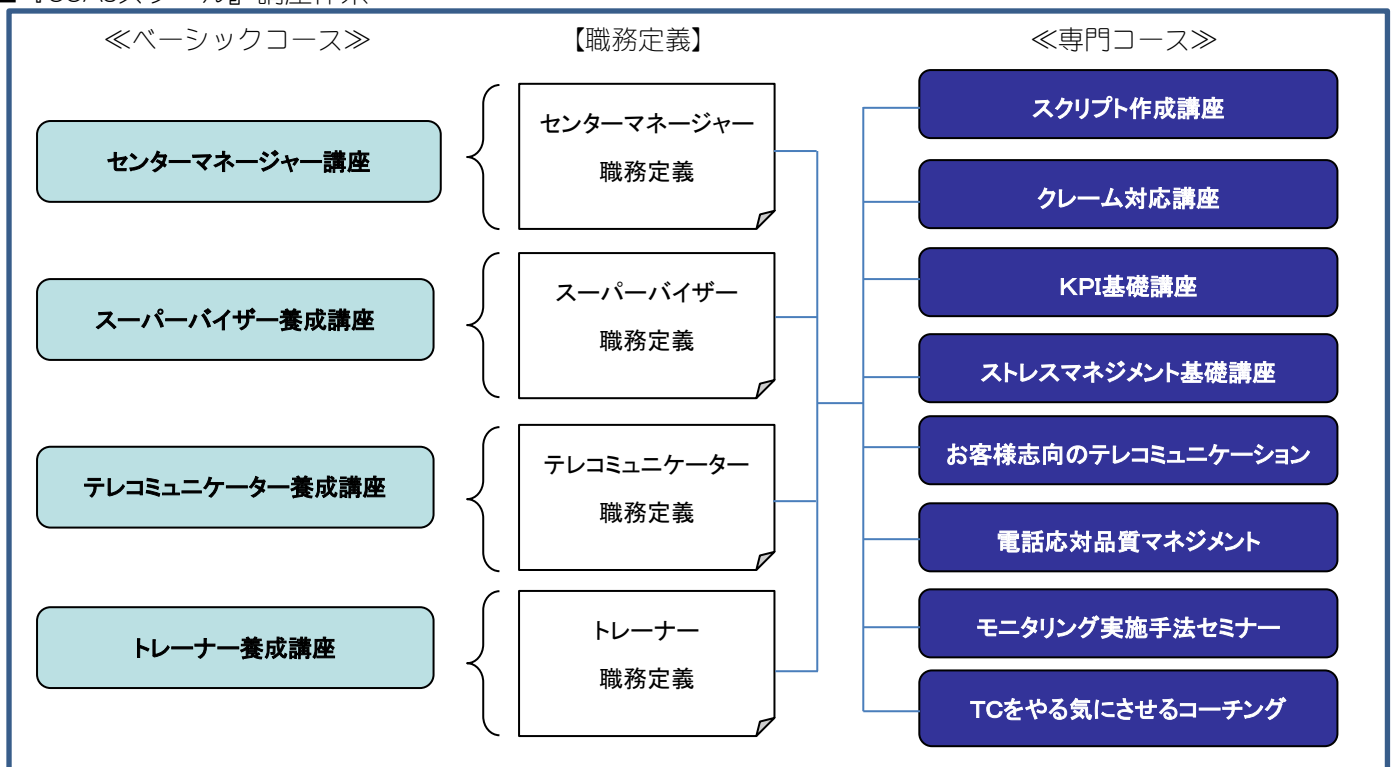 ≪ベーシックコース≫
【職務定義】
≪専門コース≫
センターマネージャー講座
スーパーバイザー養成講座
テレコミュニケーター養成講座
トレーナー養成講座
センターマネージャー
職務定義
スーパーバイザー
職務定義
テレコミュニケーター
職務定義
トレーナー
職務定義
スクリプト作成講座
クレーム対応講座
KPI基礎講座
ストレスマネジメント基礎講座
お客様志向のテレコミュニケーション
電話応対品質マネジメント
モニタリング実施手法セミナー
TCをやる気にさせるコーチング